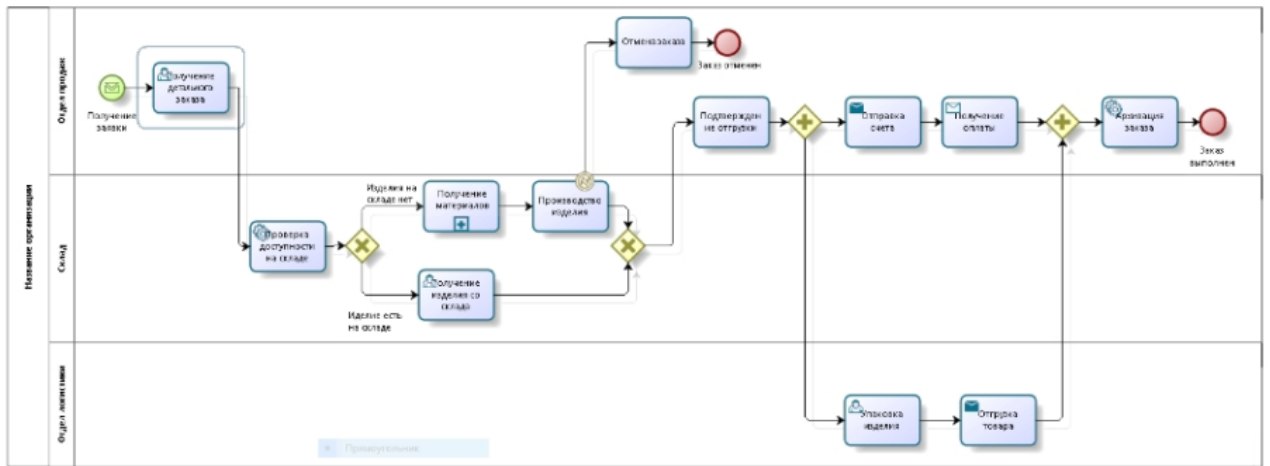 Название организации
Отдел продаж
Склад
Отдел логистики
Получение
заявки
Получение
детального
заказа
Проверка
доступности
на складе
Изделия на
складе нет
Изделие есть
на складе
Получение
материалов
Производство
изделия
Получение
изделия со
склада
Отмена заказа
Заказ отменен
Подтвержден
ие отгрузки
Отправка
счета
Получение
оплаты
Архивация
заказа
Заказ
выполнен
Упаковка
изделия
Отгрузка
товара
Прямоугольник